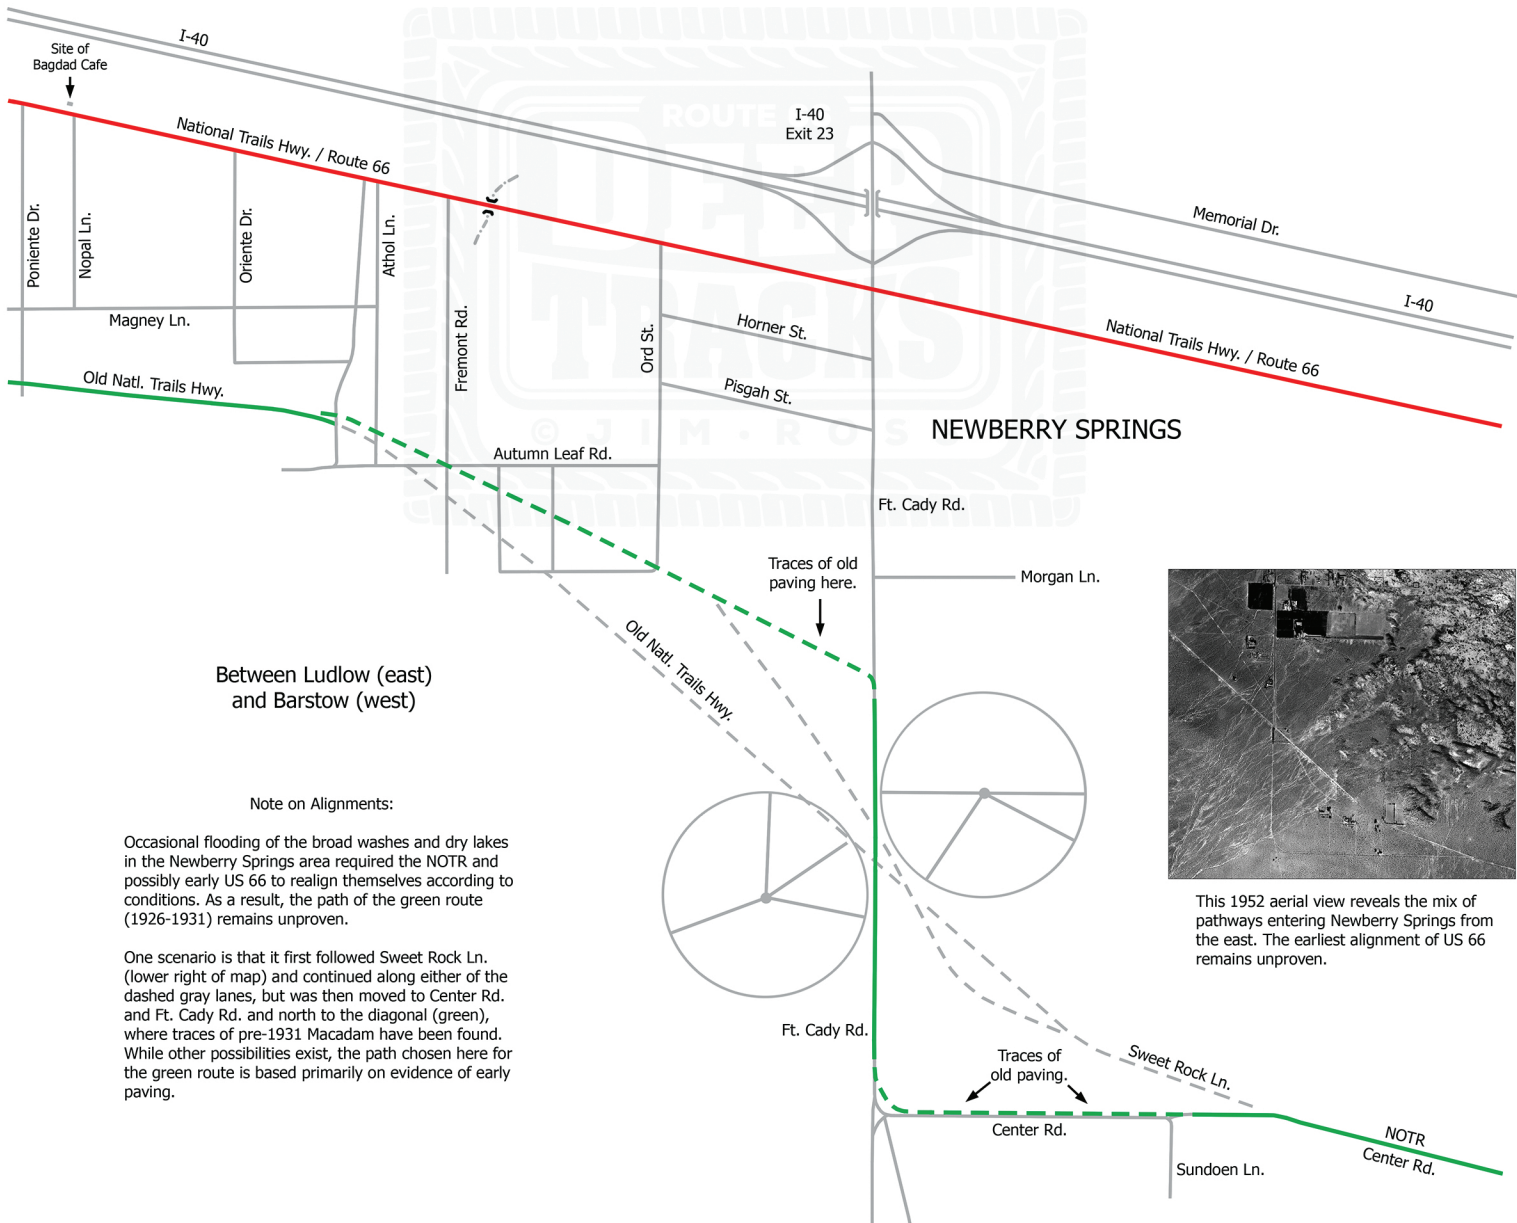 I-40
Site of
Bagdad Cafe
ROUTE
DEEP
TRACKS
© JIM · ROSS
I-40
Exit 23
National Trails Hwy. / Route 66
Memorial Dr.
I-40
Poniente Dr.
Nopal Ln.
Oriente Dr.
Athol Ln.
Fremont Rd.
Ord St.
Magney Ln.
Horner St.
National Trails Hwy. / Route 66
Old Natl. Trails Hwy.
Pisgah St.
NEWBERRY SPRINGS
Autumn Leaf Rd.
Ft. Cady Rd.
Traces of old
paving here.
Morgan Ln.
Old Natl. Trails Hwy.
Between Ludlow (east)
and Barstow (west)
Note on Alignments:
Occasional flooding of the broad washes and dry lakes
in the Newberry Springs area required the NOTR and
possibly early US 66 to realign themselves according to
conditions. As a result, the path of the green route
(1926-1931) remains unproven.
One scenario is that it first followed Sweet Rock Ln.
(lower right of map) and continued along either of the
dashed gray lanes, but was then moved to Center Rd.
and Ft. Cady Rd. and north to the diagonal (green),
where traces of pre-1931 Macadam have been found.
While other possibilities exist, the path chosen here for
the green route is based primarily on evidence of early
paving.
This 1952 aerial view reveals the mix of
pathways entering Newberry Springs from
the east. The earliest alignment of US 66
remains unproven.
Ft. Cady Rd.
Traces of
old paving.
Sweet Rock Ln.
Center Rd.
NOTR
Center Rd.
Sundoen Ln.